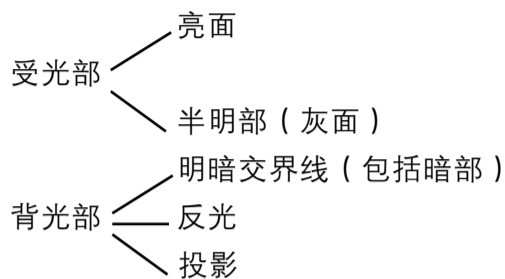 亮面
受光部
半明部（灰面）
明暗交界线（包括暗部）
背光部
反光
投影